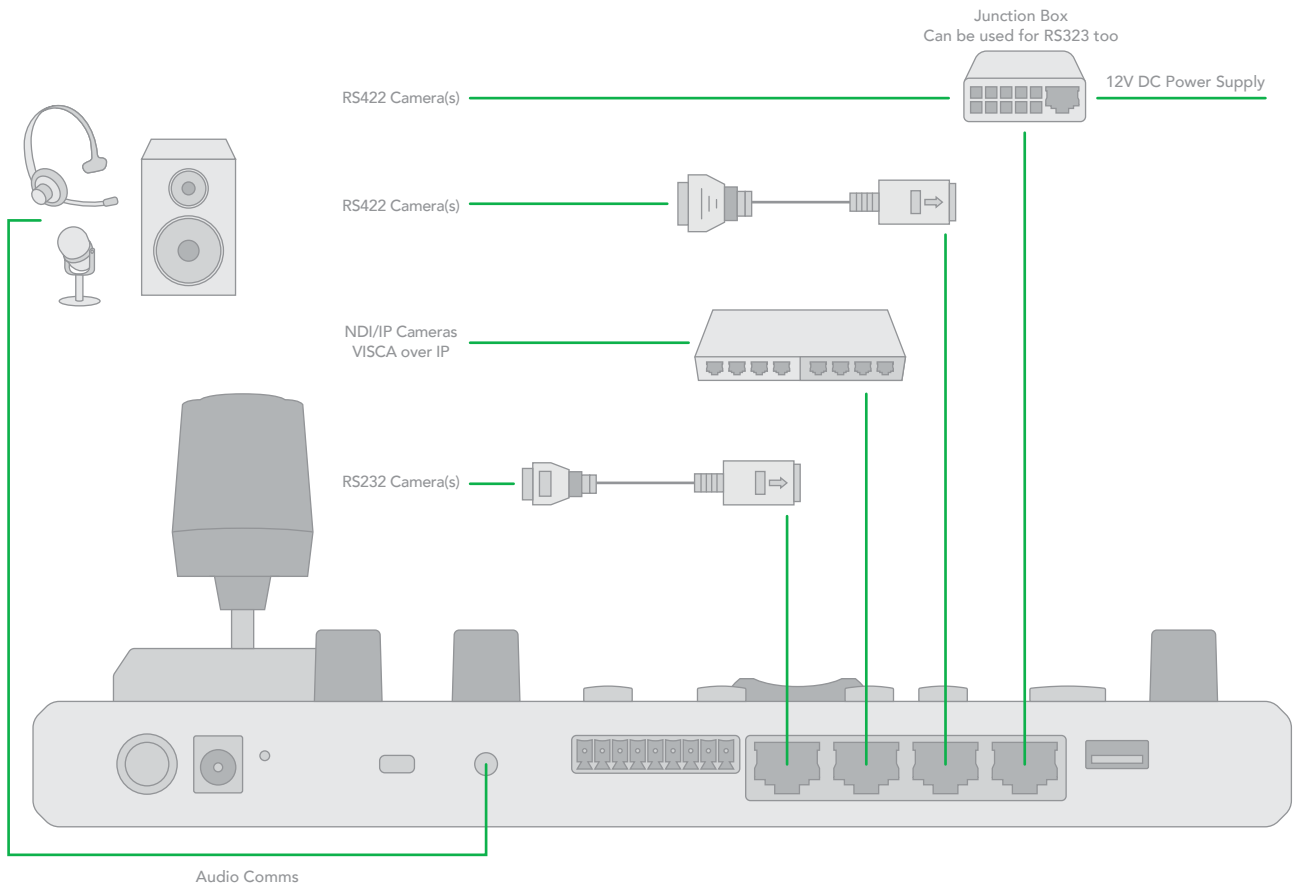 Junction Box
Can be used for RS323 too
RS422 Camera(s)
12V DC Power Supply
RS422 Camera(s)
NDI/IP Cameras
VISCA over IP
RS232 Camera(s)
Audio Comms